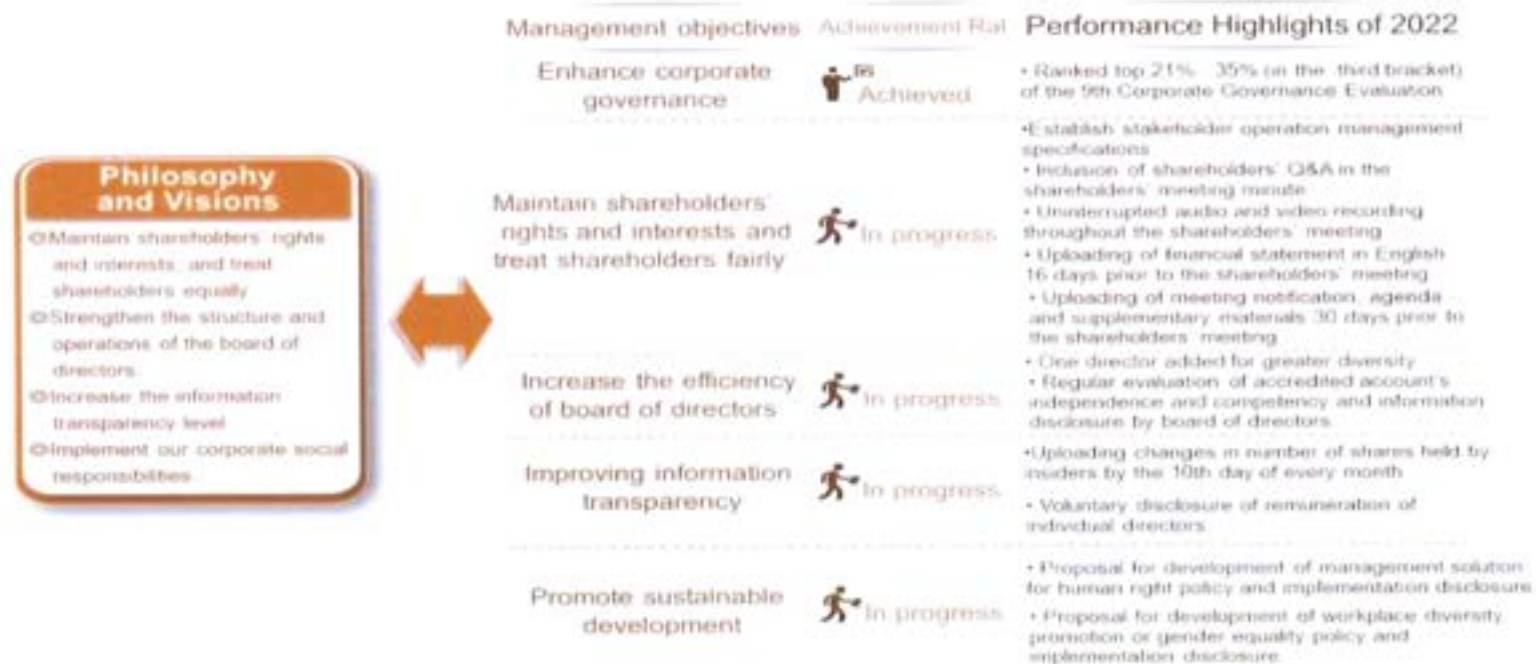 Philosophy
and Visions
Maintain shareholders' rights
and interests, and treat
shareholders equally
Strengthen the structure and
operations of the board of
directors
Increase the information
transparency level
Implement our corporate social
responsibilities
Management objectives Achievement Rat Performance Highlights of 2022
Enhance corporate
governance
Achieved
• Ranked top 21% 35% (in the third bracket)
of the 9th Corporate Governance Evaluation
Maintain shareholders'
rights and interests and
treat shareholders fairly
In progress
•Establish stakeholder operation management
specifications
• Inclusion of shareholders' Q&A in the
shareholders' meeting minute
• Uninterrupted audio and video recording
throughout the shareholders' meeting
• Uploading of financial statement in English
16 days prior to the shareholders' meeting
• Uploading of meeting notification, agenda
and supplementary materials 30 days prior to
the shareholders' meeting
Increase the efficiency
of board of directors
In progress
• One director added for greater diversity
• Regular evaluation of accredited account's
independence and competency and information
disclosure by board of directors
Improving information
transparency
In progress
•Uploading changes in number of shares held by
insiders by the 10th day of every month
• Voluntary disclosure of remuneration of
individual directors
Promote sustainable
development
In progress
• Proposal for development of management solution
for human right policy and implementation disclosure
• Proposal for development of workplace diversity
promotion or gender equality policy and
implementation disclosure